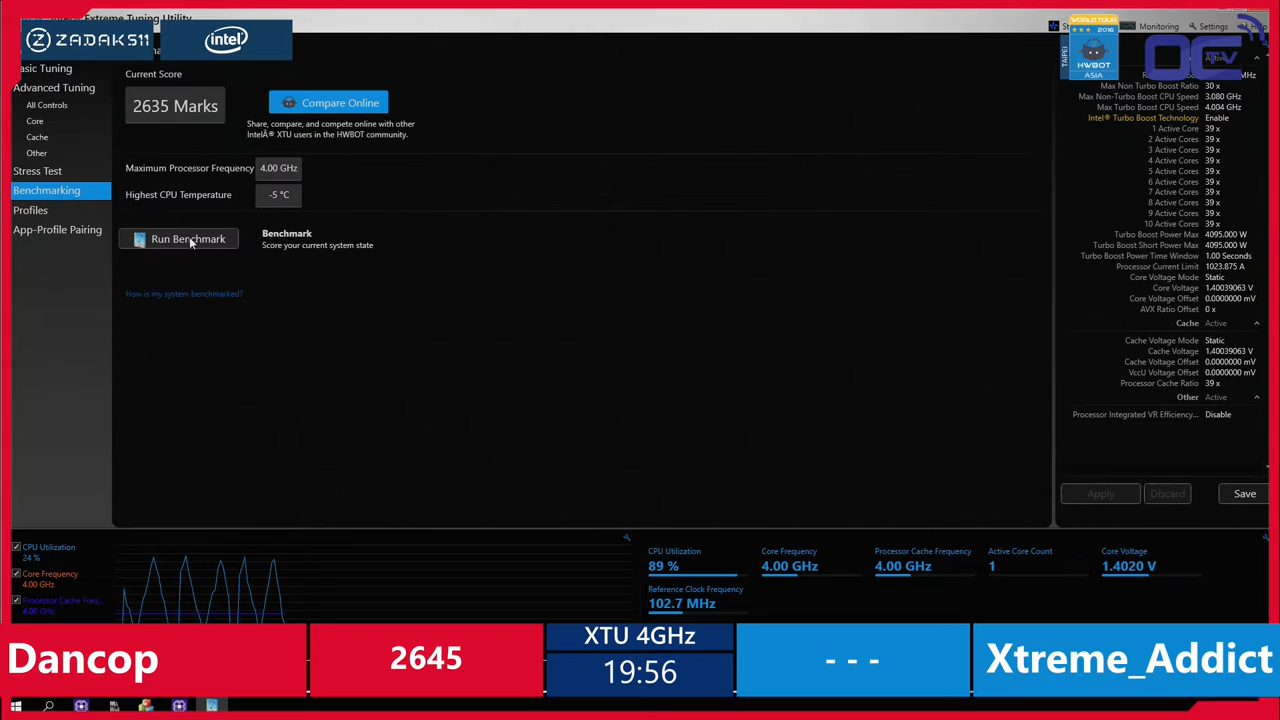 Extreme Tuning Utility
ZADAK511
intel
WORLD TOUR
2016
HWBOT
ASIA
TAIPEI
OC TV
Monitoring
Settings
Basic Tuning
Advanced Tuning
All Controls
Core
Cache
Other
Stress Test
Benchmarking
Profiles
App-Profile Pairing
Current Score
2635 Marks
Compare Online
Share, compare, and compete online with other
IntelÂ® XTU users in the HWBOT community.
Maximum Processor Frequency 4.00 GHz
Highest CPU Temperature -5 °C
Run Benchmark
Benchmark
Score your current system state
How is my system benchmarked?
Max Non Turbo Boost Ratio 30 x
Max Non-Turbo Boost CPU Speed 3.080 GHz
Max Turbo Boost CPU Speed 4.004 GHz
Intel® Turbo Boost Technology Enable
1 Active Core 39 x
2 Active Cores 39 x
3 Active Cores 39 x
4 Active Cores 39 x
5 Active Cores 39 x
6 Active Cores 39 x
7 Active Cores 39 x
8 Active Cores 39 x
9 Active Cores 39 x
10 Active Cores 39 x
Turbo Boost Power Max 4095.000 W
Turbo Boost Short Power Max 4095.000 W
Turbo Boost Power Time Window 1.00 Seconds
Processor Current Limit 1023.875 A
Core Voltage Mode Static
Core Voltage 1.40039063 V
Core Voltage Offset 0.0000000 mV
AVX Ratio Offset 0 x
Cache Active
Cache Voltage Mode Static
Cache Voltage 1.40039063 V
Cache Voltage Offset 0.0000000 mV
VccU Voltage Offset 0.0000000 mV
Processor Cache Ratio 39 x
Other Active
Processor Integrated VR Efficiency... Disable
Apply Discard Save
CPU Utilization
24 %
Core Frequency
4.00 GHz
Processor Cache Freq...
4.00 GHz
CPU Utilization
89 %
Core Frequency
4.00 GHz
Processor Cache Frequency
4.00 GHz
Active Core Count
1
Core Voltage
1.4020 V
Reference Clock Frequency
102.7 MHz
Dancop
2645
XTU 4GHz
19:56
- - -
Xtreme_Addict